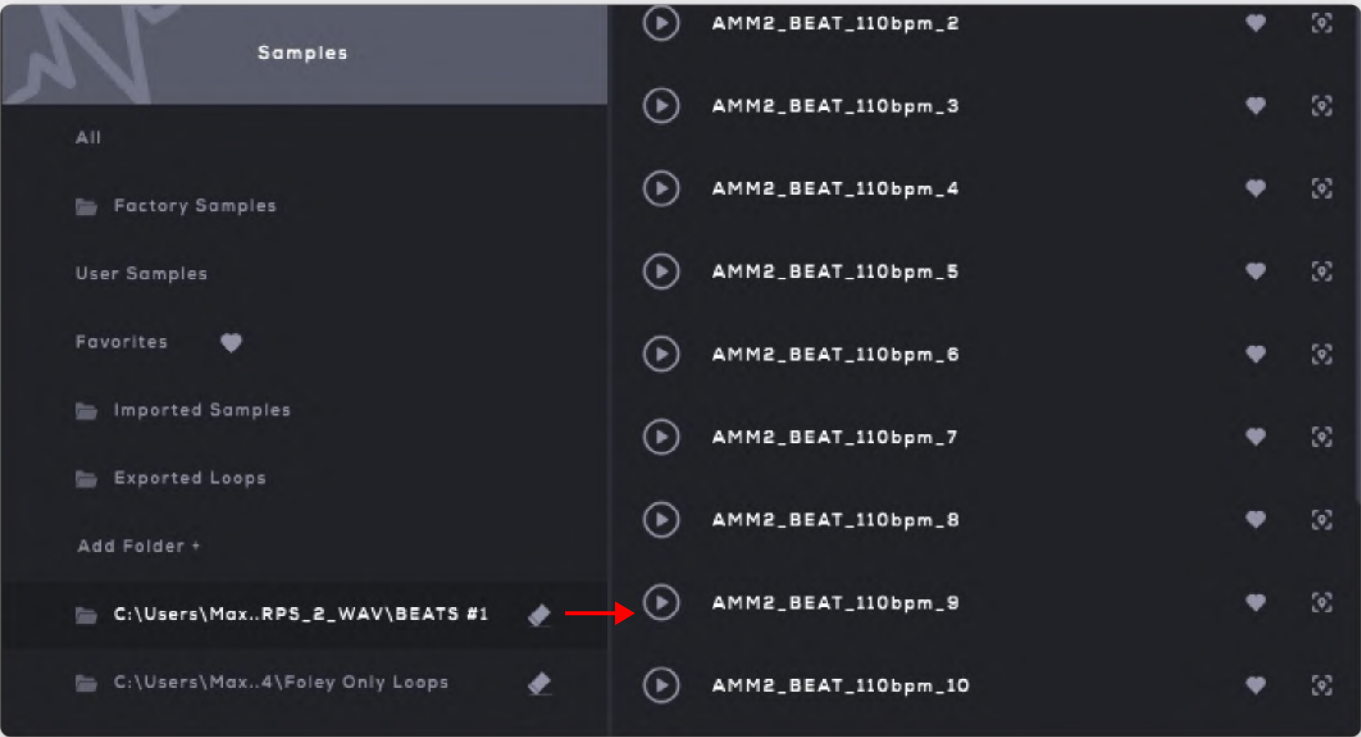 Samples
All
Factory Samples
User Samples
Favorites
Imported Samples
Exported Loops
Add Folder +
C:\Users\Max..RPS_2_WAV\BEATS #1
C:\Users\Max..4\Foley Only Loops
AMM2_BEAT_110bpm_2
AMM2_BEAT_110bpm_3
AMM2_BEAT_110bpm_4
AMM2_BEAT_110bpm_5
AMM2_BEAT_110bpm_6
AMM2_BEAT_110bpm_7
AMM2_BEAT_110bpm_8
AMM2_BEAT_110bpm_9
AMM2_BEAT_110bpm_10